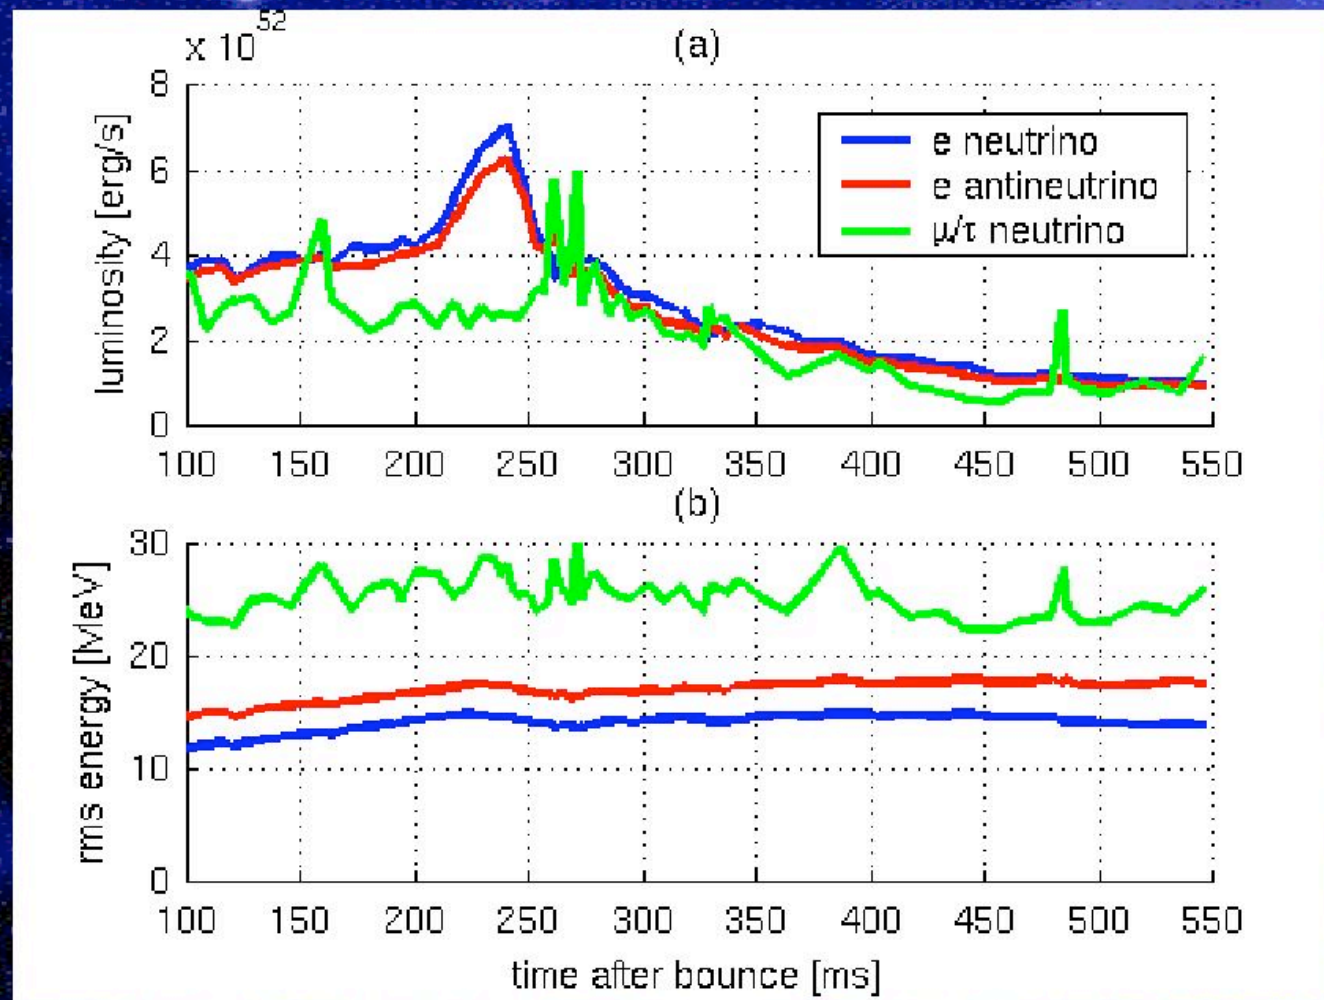 x 10^52
(a)
8
6
4
2
0
luminosity [erg/s]
e neutrino
e antineutrino
μ/τ neutrino
100 150 200 250 300 350 400 450 500 550
(b)
30
20
10
0
rms energy [MeV]
100 150 200 250 300 350 400 450 500 550
time after bounce [ms]